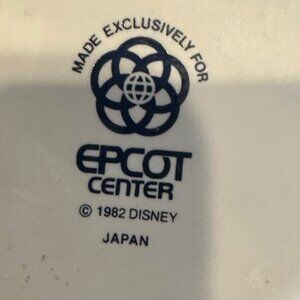 MADE EXCLUSIVELY FOR
EPCOT
CENTER
© 1982 DISNEY
JAPAN